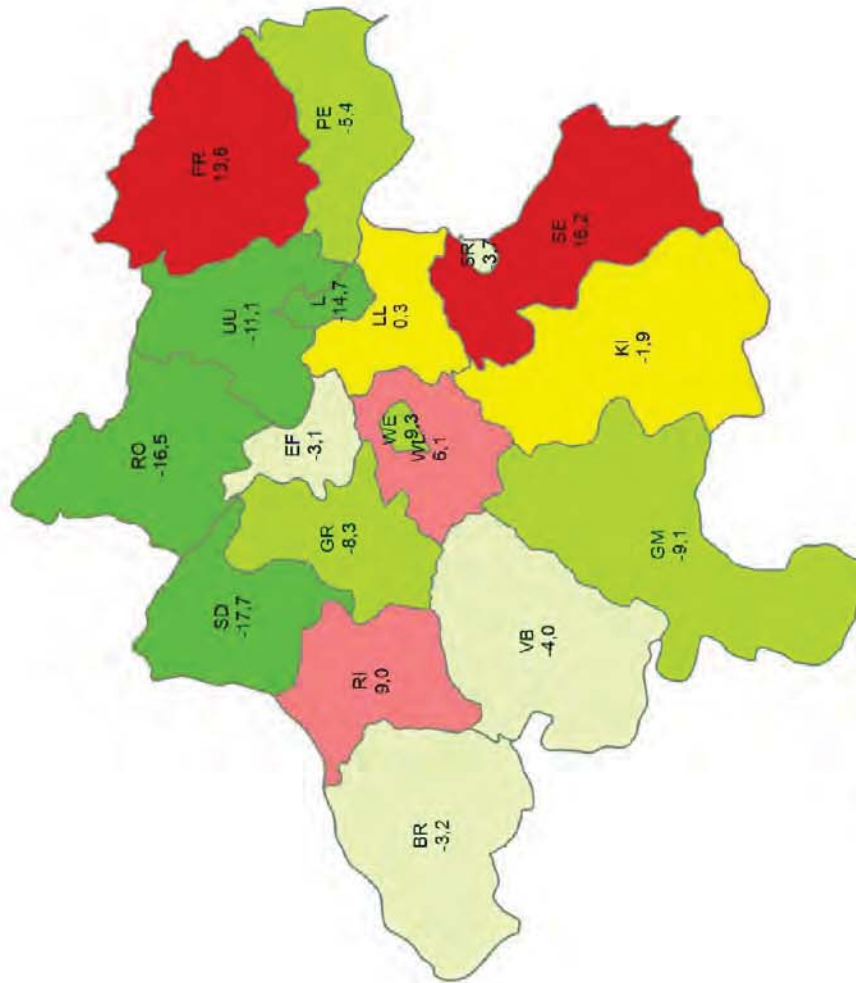 BR
-3,2
RI
9,0
SD
-17,7
VB
-4,0
GR
-8,3
RO
-16,5
EF
-3,1
GM
-9,1
WE
-9,3
WL
6,1
UU
-11,1
L
-14,7
LL
0,3
KI
-1,9
FR
13,6
PE
-5,4
SR
3,7
SE
16,2